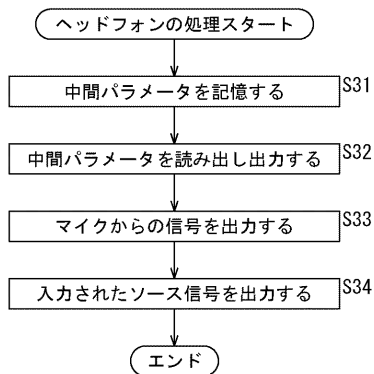 ヘッドフォンの処理スタート
中間パラメータを記憶する S31
中間パラメータを読み出し出力する S32
マイクからの信号を出力する S33
入力されたソース信号を出力する S34
エンド